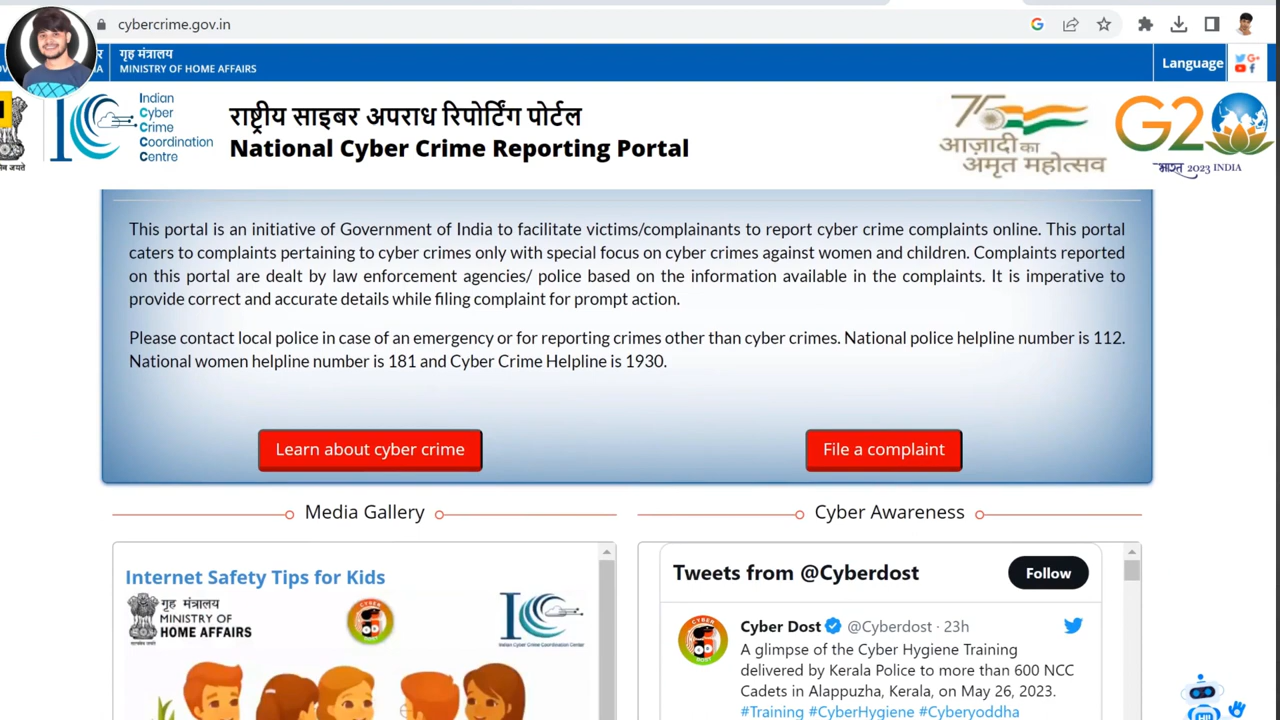 cybercrime.gov.in
गृह मंत्रालय
MINISTRY OF HOME AFFAIRS
Language
Indian
Cyber
Crime
Coordination
Centre
राष्ट्रीय साइबर अपराध रिपोर्टिंग पोर्टल
National Cyber Crime Reporting Portal
75
आज़ादी का
अमृत महोत्सव
G20
भारत 2023 INDIA
This portal is an initiative of Government of India to facilitate victims/complainants to report cyber crime complaints online. This portal
caters to complaints pertaining to cyber crimes only with special focus on cyber crimes against women and children. Complaints reported
on this portal are dealt by law enforcement agencies/ police based on the information available in the complaints. It is imperative to
provide correct and accurate details while filing complaint for prompt action.
Please contact local police in case of an emergency or for reporting crimes other than cyber crimes. National police helpline number is 112.
National women helpline number is 181 and Cyber Crime Helpline is 1930.
Learn about cyber crime
File a complaint
Media Gallery
Cyber Awareness
Internet Safety Tips for Kids
गृह मंत्रालय
MINISTRY OF
HOME AFFAIRS
Indian Cyber Crime Coordination Center
Tweets from @Cyberdost
Follow
Cyber Dost @Cyberdost · 23h
A glimpse of the Cyber Hygiene Training
delivered by Kerala Police to more than 600 NCC
Cadets in Alappuzha, Kerala, on May 26, 2023.
#Training #CyberHygiene #Cyberyoddha